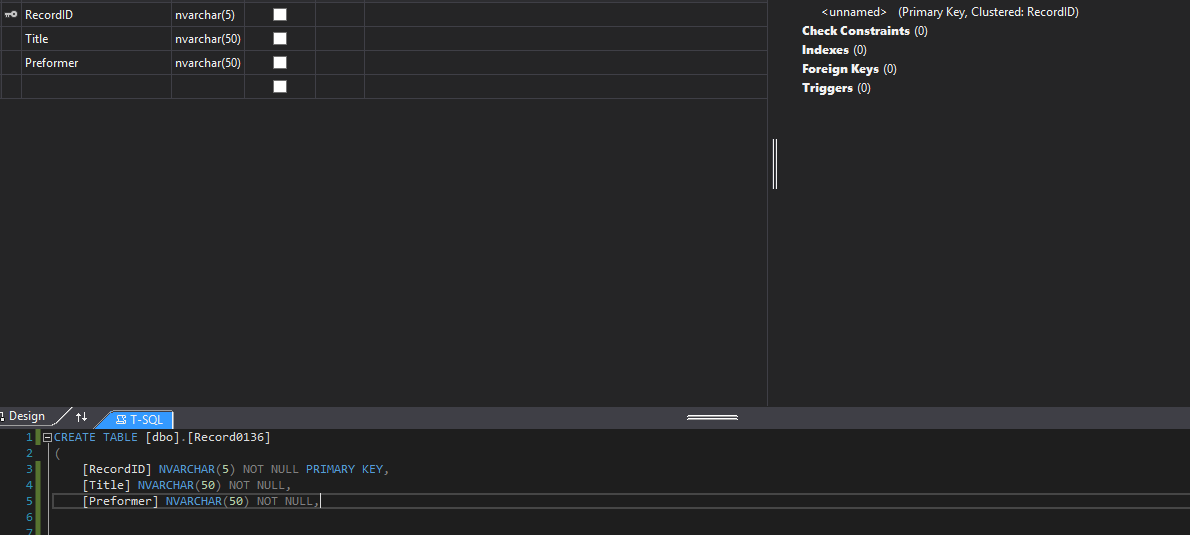 RecordID nvarchar(5)
Title nvarchar(50)
Preformer nvarchar(50)
<unnamed> (Primary Key, Clustered: RecordID)
Check Constraints (0)
Indexes (0)
Foreign Keys (0)
Triggers (0)
Design T-SQL
1 CREATE TABLE [dbo].[Record0136]
2 (
3 [RecordID] NVARCHAR(5) NOT NULL PRIMARY KEY,
4 [Title] NVARCHAR(50) NOT NULL,
5 [Preformer] NVARCHAR(50) NOT NULL,
6
7